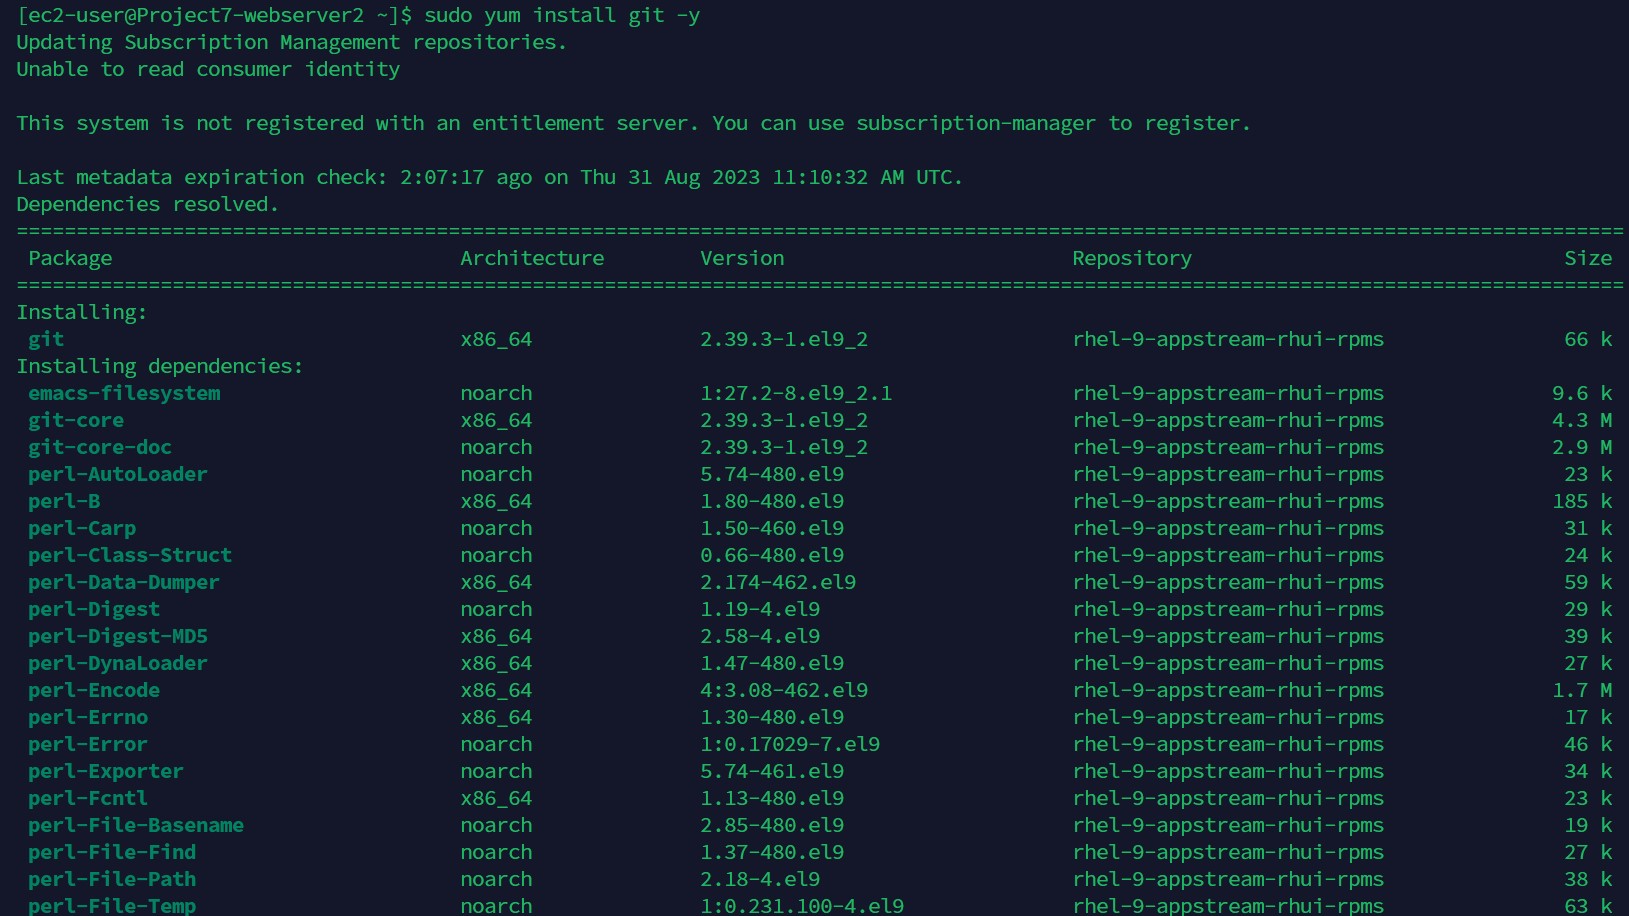 [ec2-user@Project7-webserver2 ~]$ sudo yum install git -y
Updating Subscription Management repositories.
Unable to read consumer identity
This system is not registered with an entitlement server. You can use subscription-manager to register.
Last metadata expiration check: 2:07:17 ago on Thu 31 Aug 2023 11:10:32 AM UTC.
Dependencies resolved.
======================================================================================================================================
Package Architecture Version Repository Size
======================================================================================================================================
Installing:
git x86_64 2.39.3-1.el9_2 rhel-9-appstream-rhui-rpms 66 k
Installing dependencies:
emacs-filesystem noarch 1:27.2-8.el9_2.1 rhel-9-appstream-rhui-rpms 9.6 k
git-core x86_64 2.39.3-1.el9_2 rhel-9-appstream-rhui-rpms 4.3 M
git-core-doc noarch 2.39.3-1.el9_2 rhel-9-appstream-rhui-rpms 2.9 M
perl-AutoLoader noarch 5.74-480.el9 rhel-9-appstream-rhui-rpms 23 k
perl-B x86_64 1.80-480.el9 rhel-9-appstream-rhui-rpms 185 k
perl-Carp noarch 1.50-460.el9 rhel-9-appstream-rhui-rpms 31 k
perl-Class-Struct noarch 0.66-480.el9 rhel-9-appstream-rhui-rpms 24 k
perl-Data-Dumper x86_64 2.174-462.el9 rhel-9-appstream-rhui-rpms 59 k
perl-Digest noarch 1.19-4.el9 rhel-9-appstream-rhui-rpms 29 k
perl-Digest-MD5 x86_64 2.58-4.el9 rhel-9-appstream-rhui-rpms 39 k
perl-DynaLoader x86_64 1.47-480.el9 rhel-9-appstream-rhui-rpms 27 k
perl-Encode x86_64 4:3.08-462.el9 rhel-9-appstream-rhui-rpms 1.7 M
perl-Errno x86_64 1.30-480.el9 rhel-9-appstream-rhui-rpms 17 k
perl-Error noarch 1:0.17029-7.el9 rhel-9-appstream-rhui-rpms 46 k
perl-Exporter noarch 5.74-461.el9 rhel-9-appstream-rhui-rpms 34 k
perl-Fcntl x86_64 1.13-480.el9 rhel-9-appstream-rhui-rpms 23 k
perl-File-Basename noarch 2.85-480.el9 rhel-9-appstream-rhui-rpms 19 k
perl-File-Find noarch 1.37-480.el9 rhel-9-appstream-rhui-rpms 27 k
perl-File-Path noarch 2.18-4.el9 rhel-9-appstream-rhui-rpms 38 k
perl-File-Temp noarch 1:0.231.100-4.el9 rhel-9-appstream-rhui-rpms 63 k